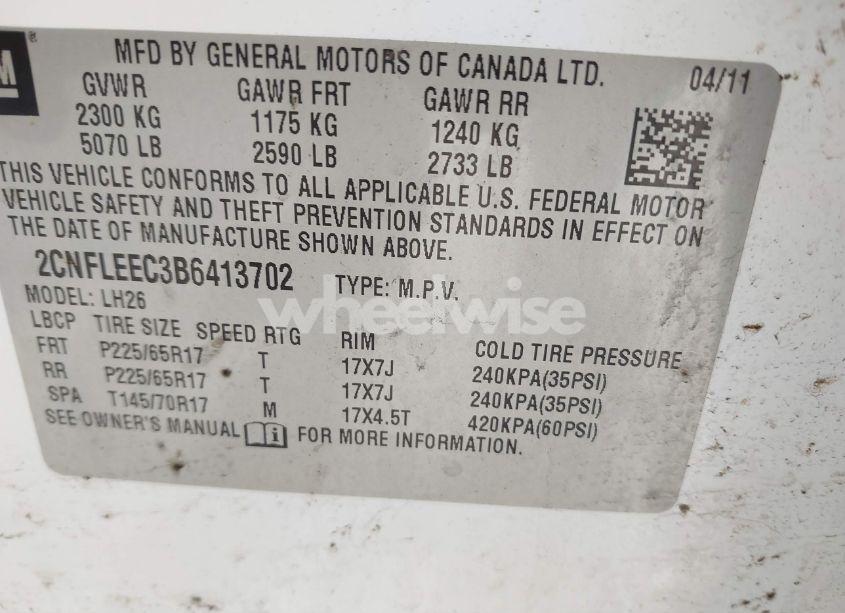 M ®
MFD BY GENERAL MOTORS OF CANADA LTD. 04/11
GVWR GAWR FRT GAWR RR
2300 KG 1175 KG 1240 KG
5070 LB 2590 LB 2733 LB
THIS VEHICLE CONFORMS TO ALL APPLICABLE U.S. FEDERAL MOTOR
VEHICLE SAFETY AND THEFT PREVENTION STANDARDS IN EFFECT ON
THE DATE OF MANUFACTURE SHOWN ABOVE.
2CNFLEEC3B6413702 TYPE: M.P.V.
MODEL: LH26
wheelwise
LBCP TIRE SIZE SPEED RTG RIM COLD TIRE PRESSURE
FRT P225/65R17 T 17X7J 240KPA(35PSI)
RR P225/65R17 T 17X7J 240KPA(35PSI)
SPA T145/70R17 M 17X4.5T 420KPA(60PSI)
SEE OWNER'S MANUAL i FOR MORE INFORMATION.